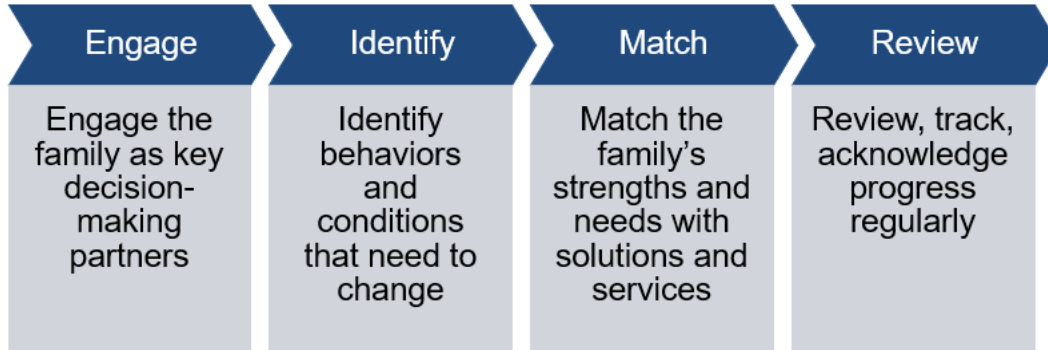 Engage
Engage the
family as key
decision-
making
partners
Identify
Identify
behaviors
and
conditions
that need to
change
Match
Match the
family’s
strengths and
needs with
solutions and
services
Review
Review, track,
acknowledge
progress
regularly